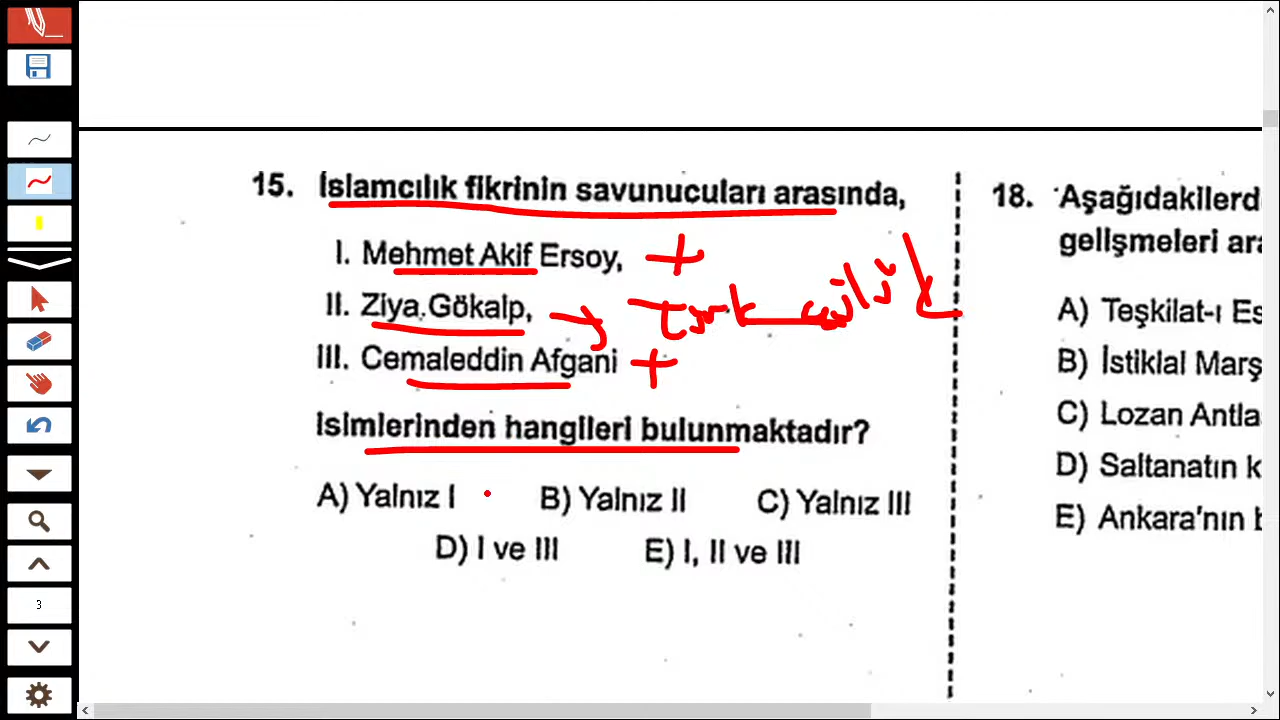 15. İslamcılık fikrinin savunucuları arasında,
I. Mehmet Akif Ersoy, +
II. Ziya Gökalp, → Türkçülük
III. Cemaleddin Afgani +
isimlerinden hangileri bulunmaktadır?
A) Yalnız I B) Yalnız II C) Yalnız III
D) I ve III E) I, II ve III
18. Aşağıdakilerd
gelişmeleri ara
A) Teşkilat-ı Es
B) İstiklal Marş
C) Lozan Antla
D) Saltanatın k
E) Ankara'nın b
3